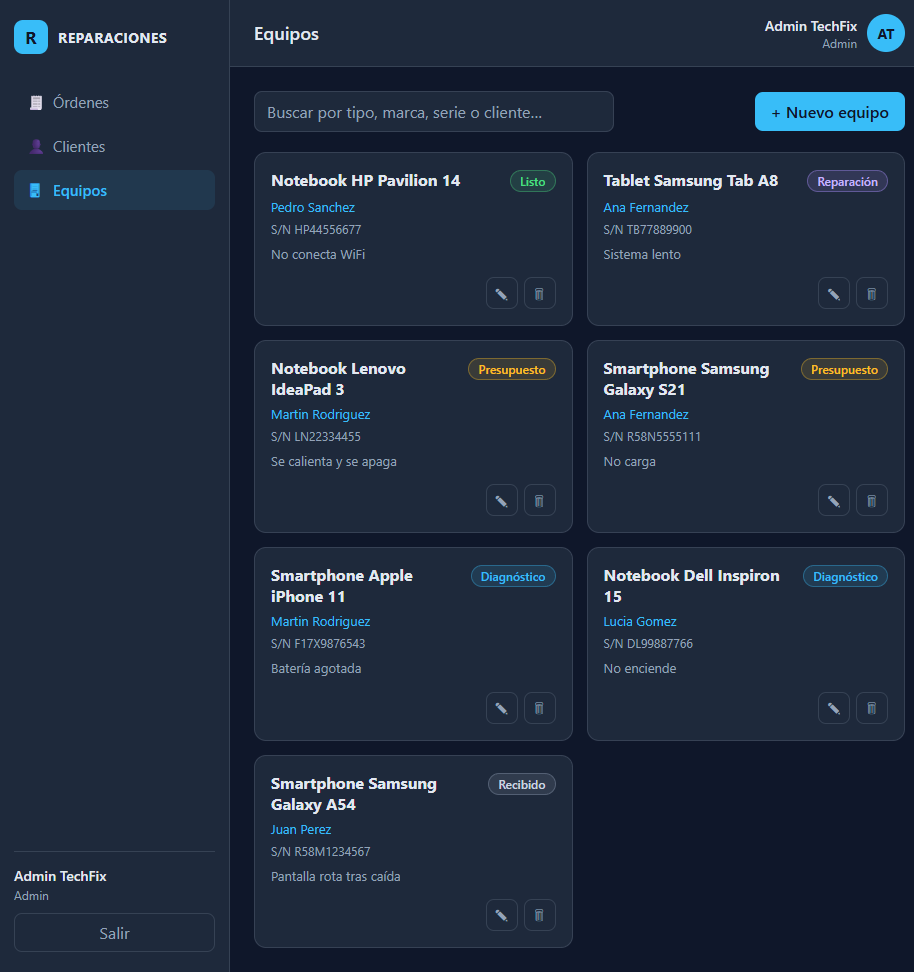 R REPARACIONES
Órdenes
Clientes
Equipos
Admin TechFix
Admin
Salir
Equipos
Admin TechFix
Admin
AT
Buscar por tipo, marca, serie o cliente...
+ Nuevo equipo
Notebook HP Pavilion 14
Listo
Pedro Sanchez
S/N HP44556677
No conecta WiFi
Tablet Samsung Tab A8
Reparación
Ana Fernandez
S/N TB77889900
Sistema lento
Notebook Lenovo
IdeaPad 3
Presupuesto
Martin Rodriguez
S/N LN22334455
Se calienta y se apaga
Smartphone Samsung
Galaxy S21
Presupuesto
Ana Fernandez
S/N R58N5555111
No carga
Smartphone Apple
iPhone 11
Diagnóstico
Martin Rodriguez
S/N F17X9876543
Batería agotada
Notebook Dell Inspiron
15
Diagnóstico
Lucia Gomez
S/N DL99887766
No enciende
Smartphone Samsung
Galaxy A54
Recibido
Juan Perez
S/N R58M1234567
Pantalla rota tras caída